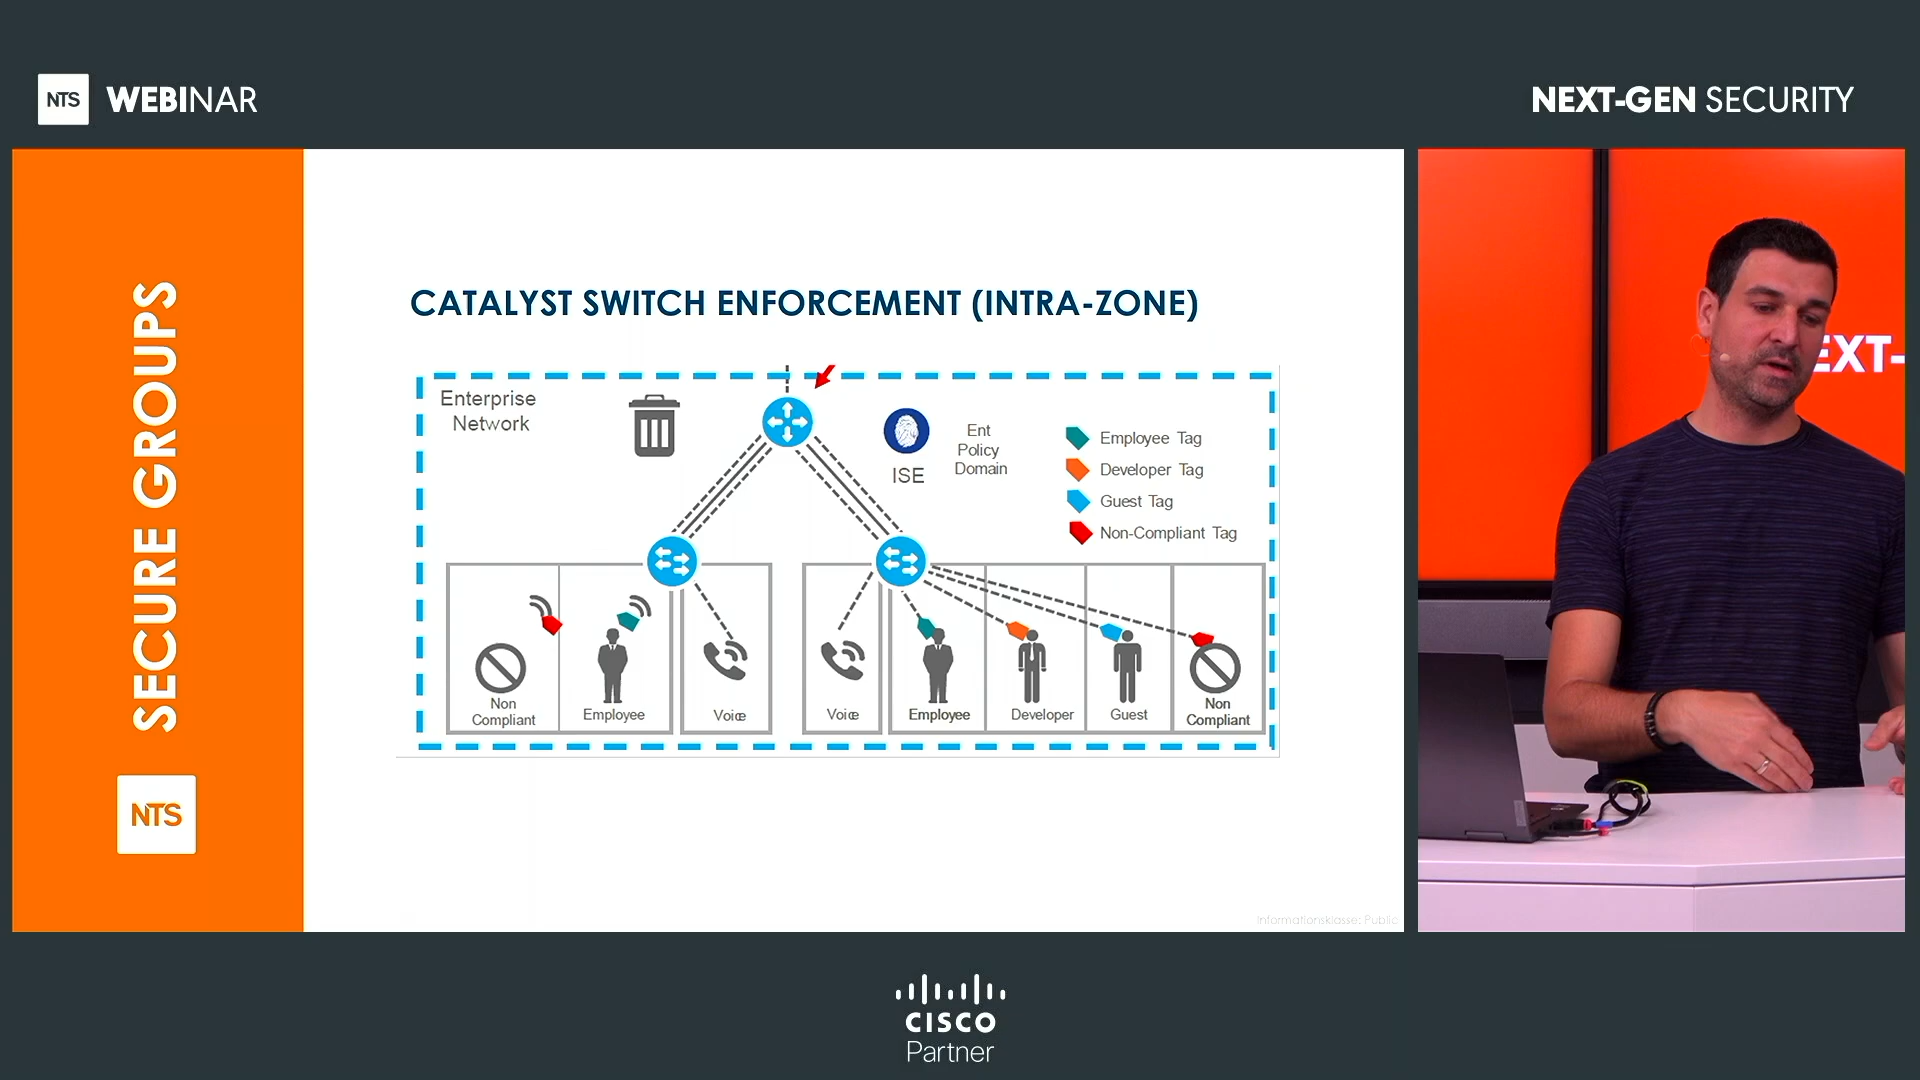 NTS WEBINAR
NEXT-GEN SECURITY
SECURE GROUPS
NTS
CATALYST SWITCH ENFORCEMENT (INTRA-ZONE)
Enterprise
Network
ISE
Ent
Policy
Domain
Employee Tag
Developer Tag
Guest Tag
Non-Compliant Tag
Non
Compliant
Employee
Voice
Voice
Employee
Developer
Guest
Non
Compliant
Informationsklasse: Public
EXT-
CISCO
Partner